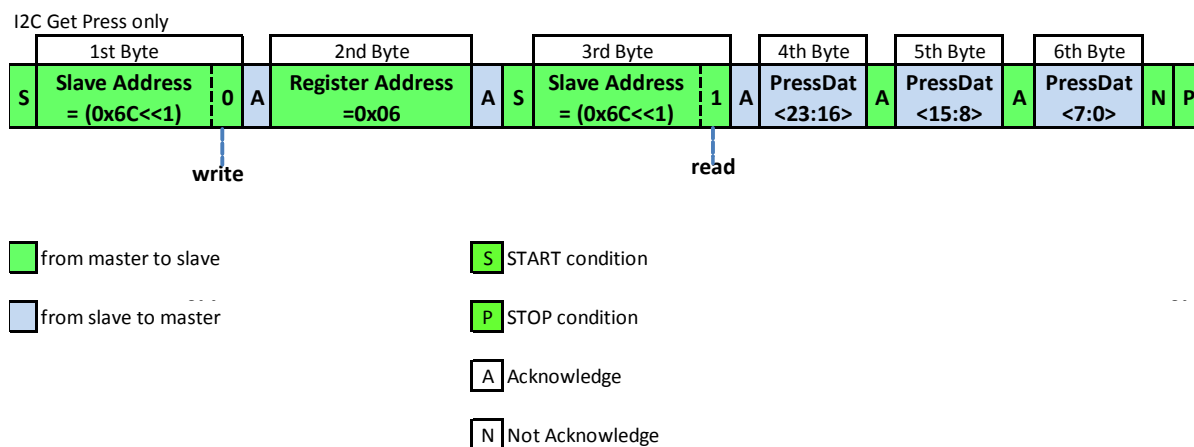 I2C Get Press only
1st Byte 2nd Byte 3rd Byte 4th Byte 5th Byte 6th Byte
S Slave Address = (0x6C<<1) 0 A Register Address =0x06 A S Slave Address = (0x6C<<1) 1 A PressDat <23:16> A PressDat <15:8> A PressDat <7:0> N P
write read
from master to slave S START condition
from slave to master P STOP condition
A Acknowledge
N Not Acknowledge